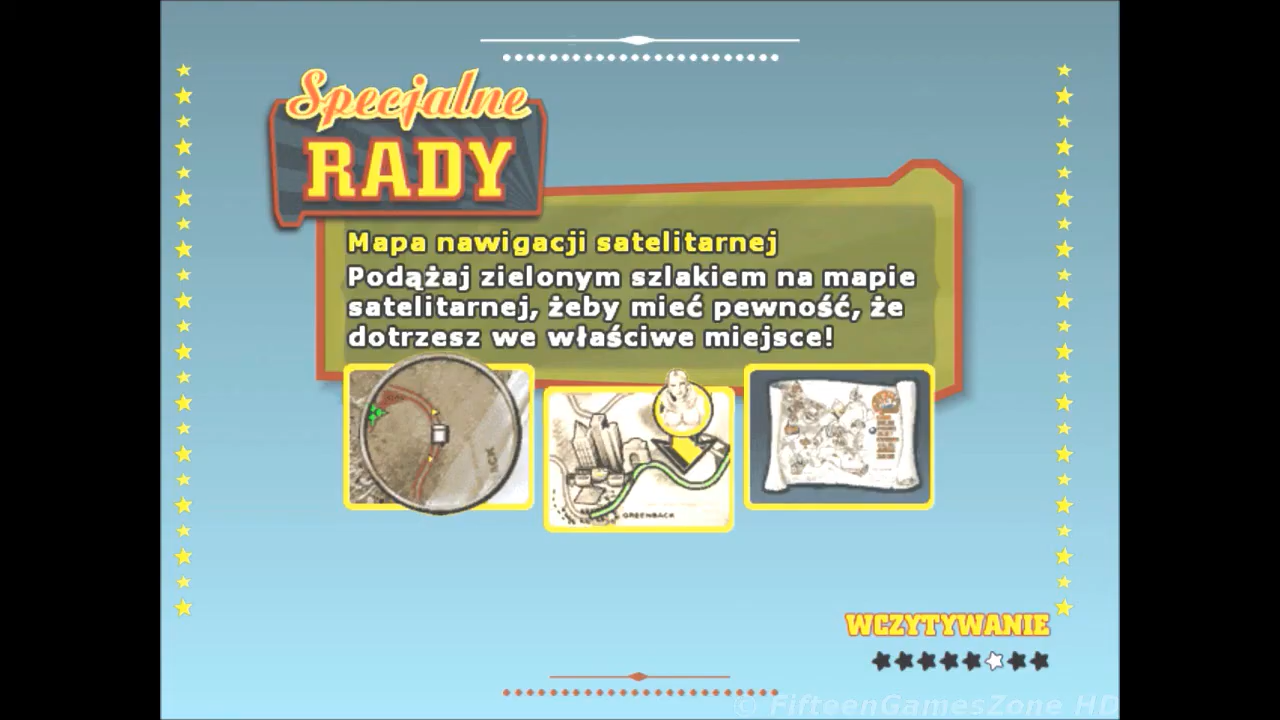 Specjalne
RADY
Mapa nawigacji satelitarnej
Podążaj zielonym szlakiem na mapie
satelitarnej, żeby mieć pewność, że
dotrzesz we właściwe miejsce!
GREENBACK
WCZYTYWANIE
© FifteenGamesZone HD